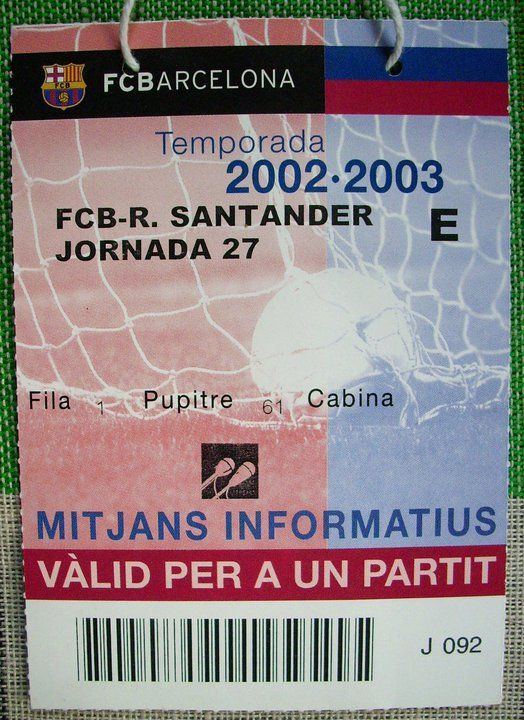 FCB
FCBARCELONA
Temporada
2002·2003
FCB-R. SANTANDER E
JORNADA 27
Fila 1 Pupitre 61 Cabina
MITJANS INFORMATIUS
VÀLID PER A UN PARTIT
J 092